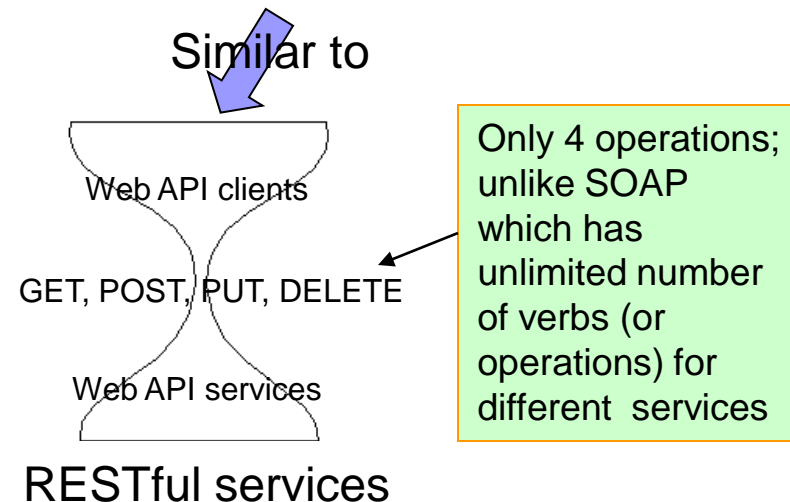 Similar to
Web API clients
GET, POST, PUT, DELETE
Web API services
RESTful services
Only 4 operations;
unlike SOAP
which has
unlimited number
of verbs (or
operations) for
different services